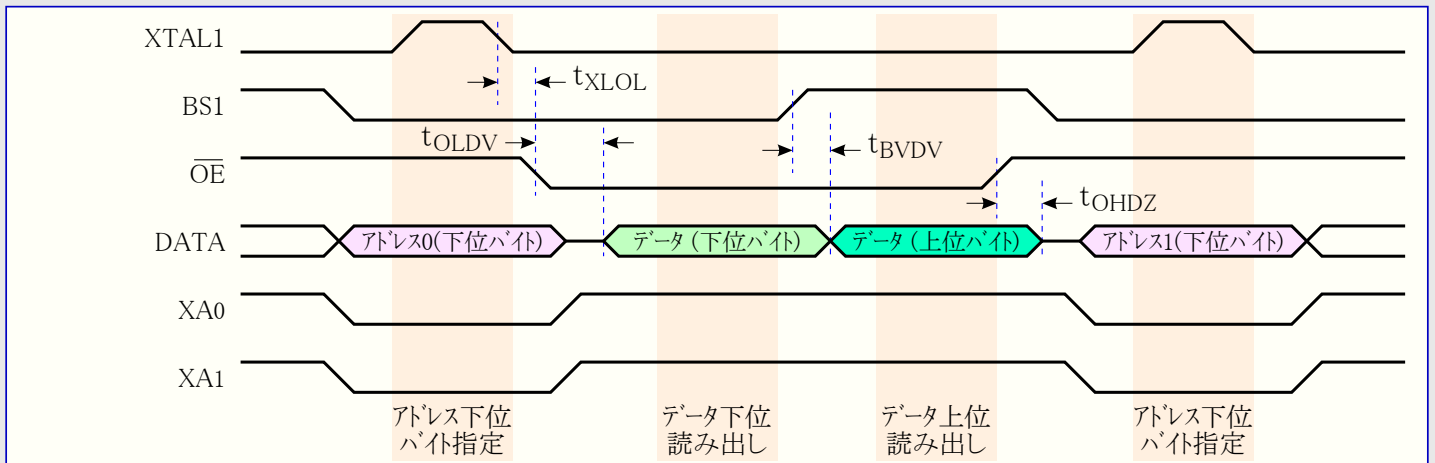 XTAL1
tXLOL
BS1
tOLDV
tBVDV
OE
tOHDZ
DATA
アドレス0(下位バイト)
データ (下位バイト)
データ (上位バイト)
アドレス1(下位バイト)
XA0
XA1
アドレス下位
バイト指定
データ下位
読み出し
データ上位
読み出し
アドレス下位
バイト指定